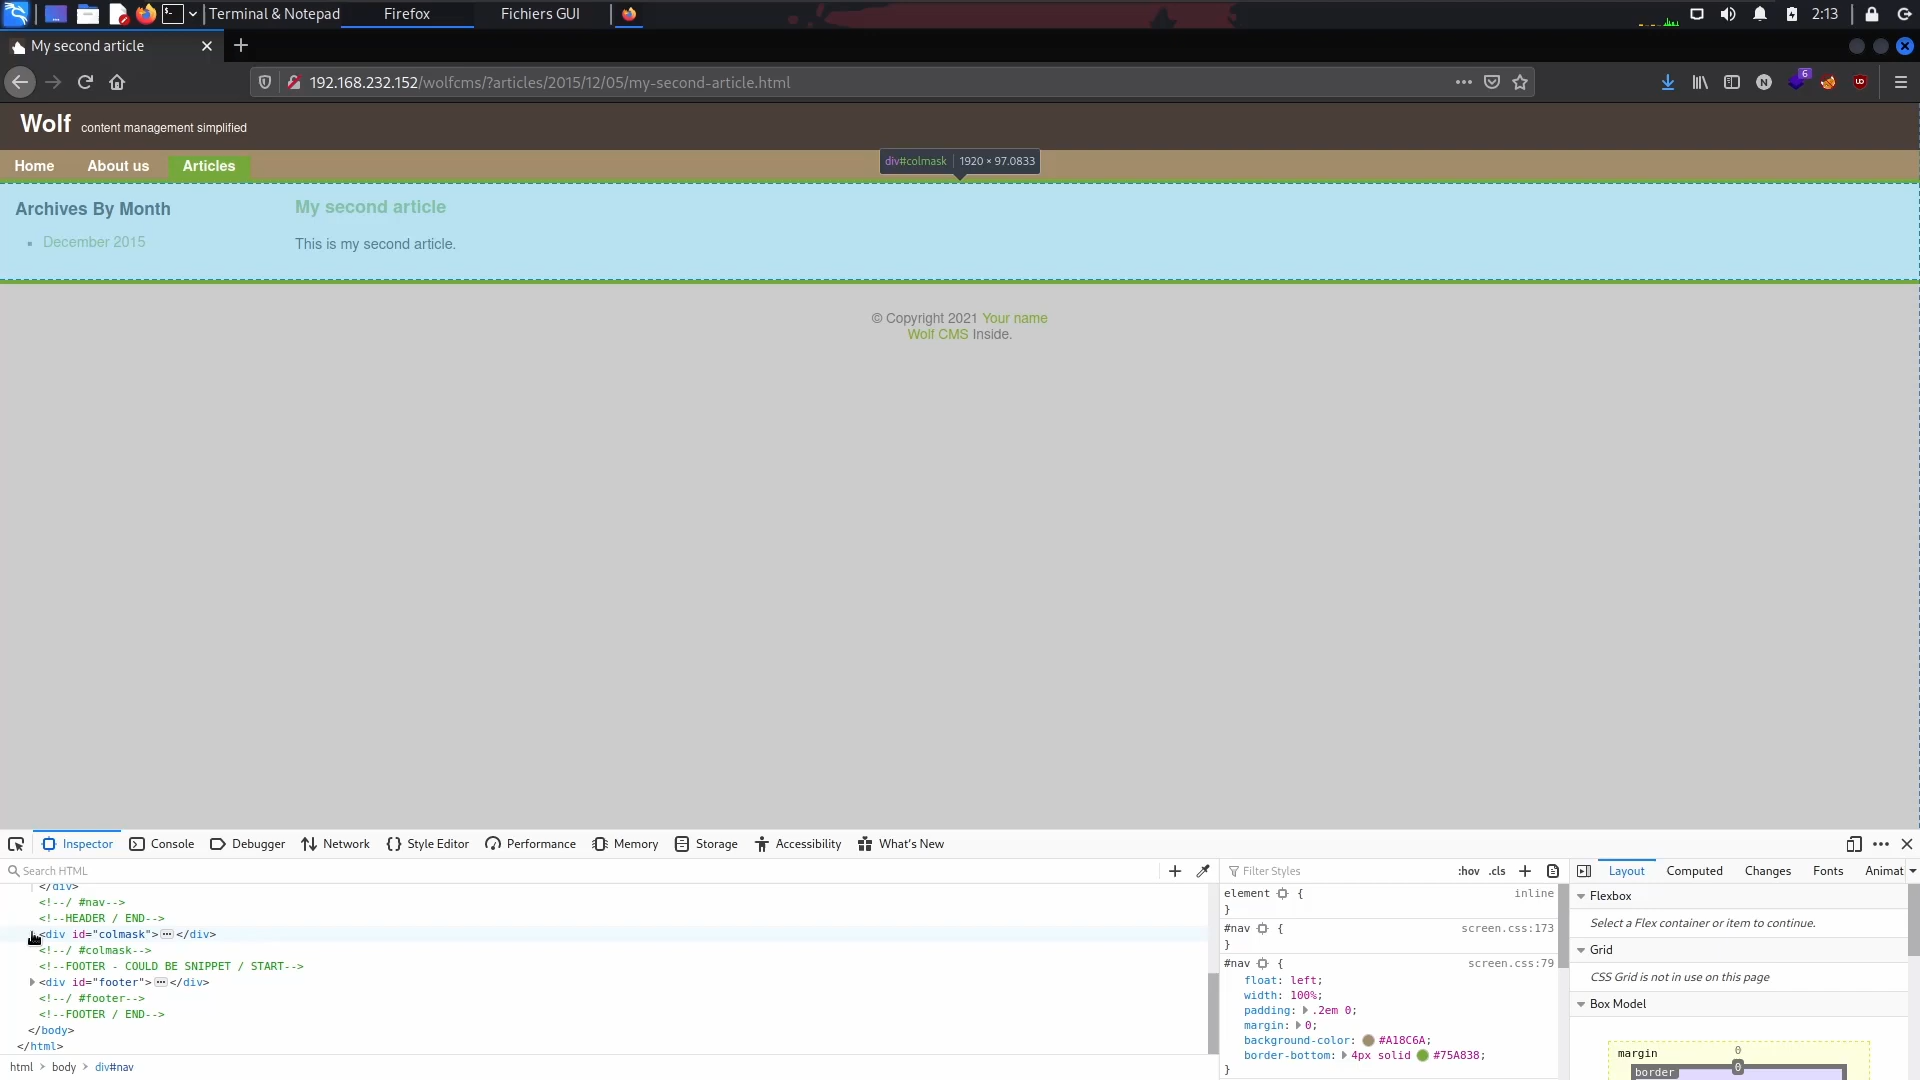 Terminal & Notepad Firefox Fichiers GUI 2:13
My second article
192.168.232.152/wolfcms/?articles/2015/12/05/my-second-article.html
6
Wolf content management simplified
Home About us Articles
div#colmask 1920 × 97.0833
Archives By Month
December 2015
My second article
This is my second article.
© Copyright 2021 Your name
Wolf CMS Inside.
Inspector Console Debugger Network Style Editor Performance Memory Storage Accessibility What's New
Search HTML
</div>
<!--/ #nav-->
<!--HEADER / END-->
<div id="colmask"> ··· </div>
<!--/ #colmask-->
<!--FOOTER - COULD BE SNIPPET / START-->
<div id="footer"> ··· </div>
<!--/ #footer-->
<!--FOOTER / END-->
</body>
</html>
html > body > div#nav
Filter Styles :hov .cls
element { inline
}
#nav { screen.css:173
}
#nav { screen.css:79
float: left;
width: 100%;
padding: .2em 0;
margin: 0;
background-color: #A18C6A;
border-bottom: 4px solid #75A838;
}
Layout Computed Changes Fonts Animat
Flexbox
Select a Flex container or item to continue.
Grid
CSS Grid is not in use on this page
Box Model
margin 0
border 0